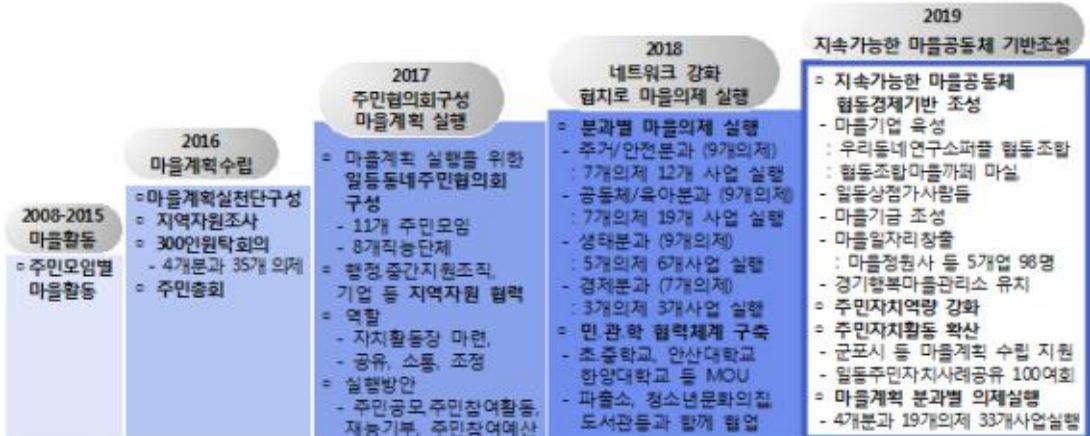 2008-2015
마을활동
▫ 주민모임별
마을활동
2016
마을계획수립
▫마을계획실천단구성
▫ 지역자원조사
▫ 300인원탁회의
- 4개분과 35개 의제
▫ 주민총회
2017
주민협의회구성
마을계획 실행
▫ 마을계획 실행을 위한
일동동네주민협의회
구성
- 11개 주민모임
- 8개직능단체
▫ 행정,중간지원조직,
기업 등 지역자원 협력
▫ 역할
- 자치활동장 마련,
- 공유, 소통, 조정
▫ 실행방안
- 주민공모,주민참여활동,
재능기부, 주민참여예산
2018
네트워크 강화
협치로 마을의제 실행
▫ 분과별 마을의제 실행
- 주거/안전분과 (9개의제)
: 7개의제 12개 사업 실행
- 공동체/육아분과 (9개의제)
: 7개의제 19개 사업 실행
- 생태분과 (9개의제)
: 5개의제 6개사업 실행
- 경제분과 (7개의제)
: 3개의제 3개사업 실행
▫ 민.관.학 협력체계 구축
- 초.중학교, 안산대학교
한양대학교 등 MOU
- 파출소, 청소년문화의집,
도서관등과 함께 협업
2019
지속가능한 마을공동체 기반조성
▫ 지속가능한 마을공동체
협동경제기반 조성
- 마을기업 육성
: 우리동네연구소퍼플 협동조합
: 협동조합마을까페 마실,
- 일동상점가사람들
- 마을기금 조성
- 마을일자리창출
: 마을정원사 등 5개업 98명
- 경기행복마을관리소 유치
▫ 주민자치역량 강화
▫ 주민자치활동 확산
- 군포시 등 마을계획 수립 지원
- 일동주민자치사례공유 100여회
▫ 마을계획 분과별 의제실행
- 4개분과 19개의제 33개사업실행